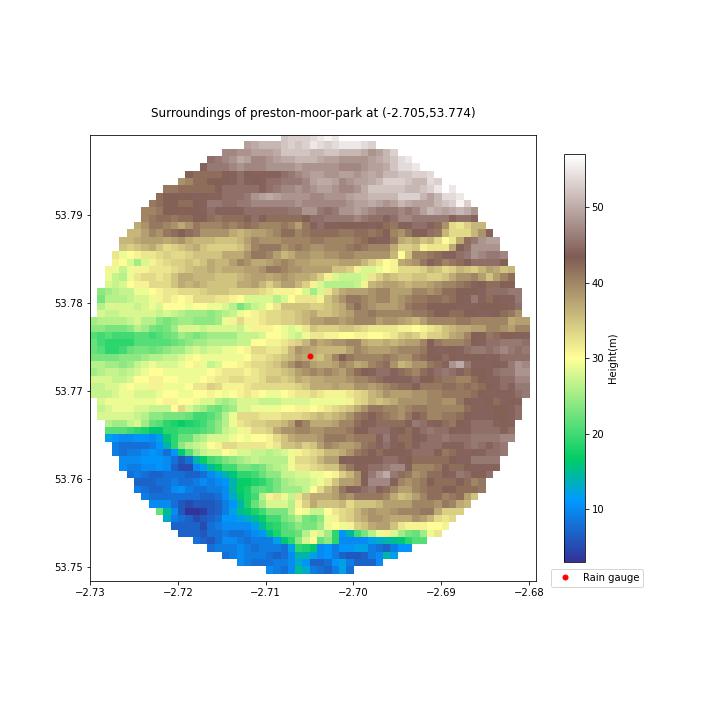 Surroundings of preston-moor-park at (-2.705,53.774)
53.79
53.78
53.77
53.76
53.75
−2.73 −2.72 −2.71 −2.70 −2.69 −2.68
50
40
30
20
10
Height(m)
Rain gauge